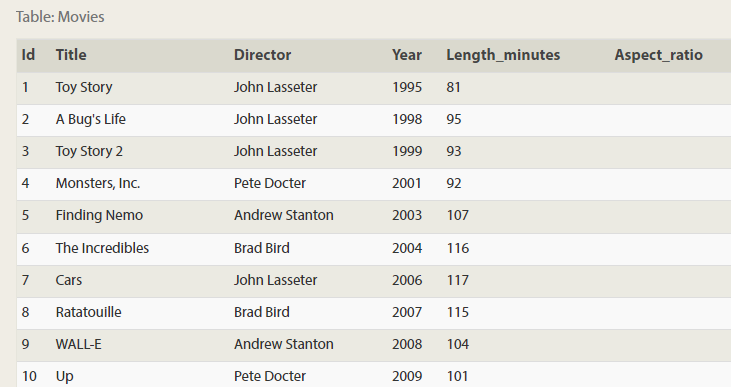 Table: Movies
Id Title Director Year Length_minutes Aspect_ratio
1 Toy Story John Lasseter 1995 81
2 A Bug's Life John Lasseter 1998 95
3 Toy Story 2 John Lasseter 1999 93
4 Monsters, Inc. Pete Docter 2001 92
5 Finding Nemo Andrew Stanton 2003 107
6 The Incredibles Brad Bird 2004 116
7 Cars John Lasseter 2006 117
8 Ratatouille Brad Bird 2007 115
9 WALL-E Andrew Stanton 2008 104
10 Up Pete Docter 2009 101